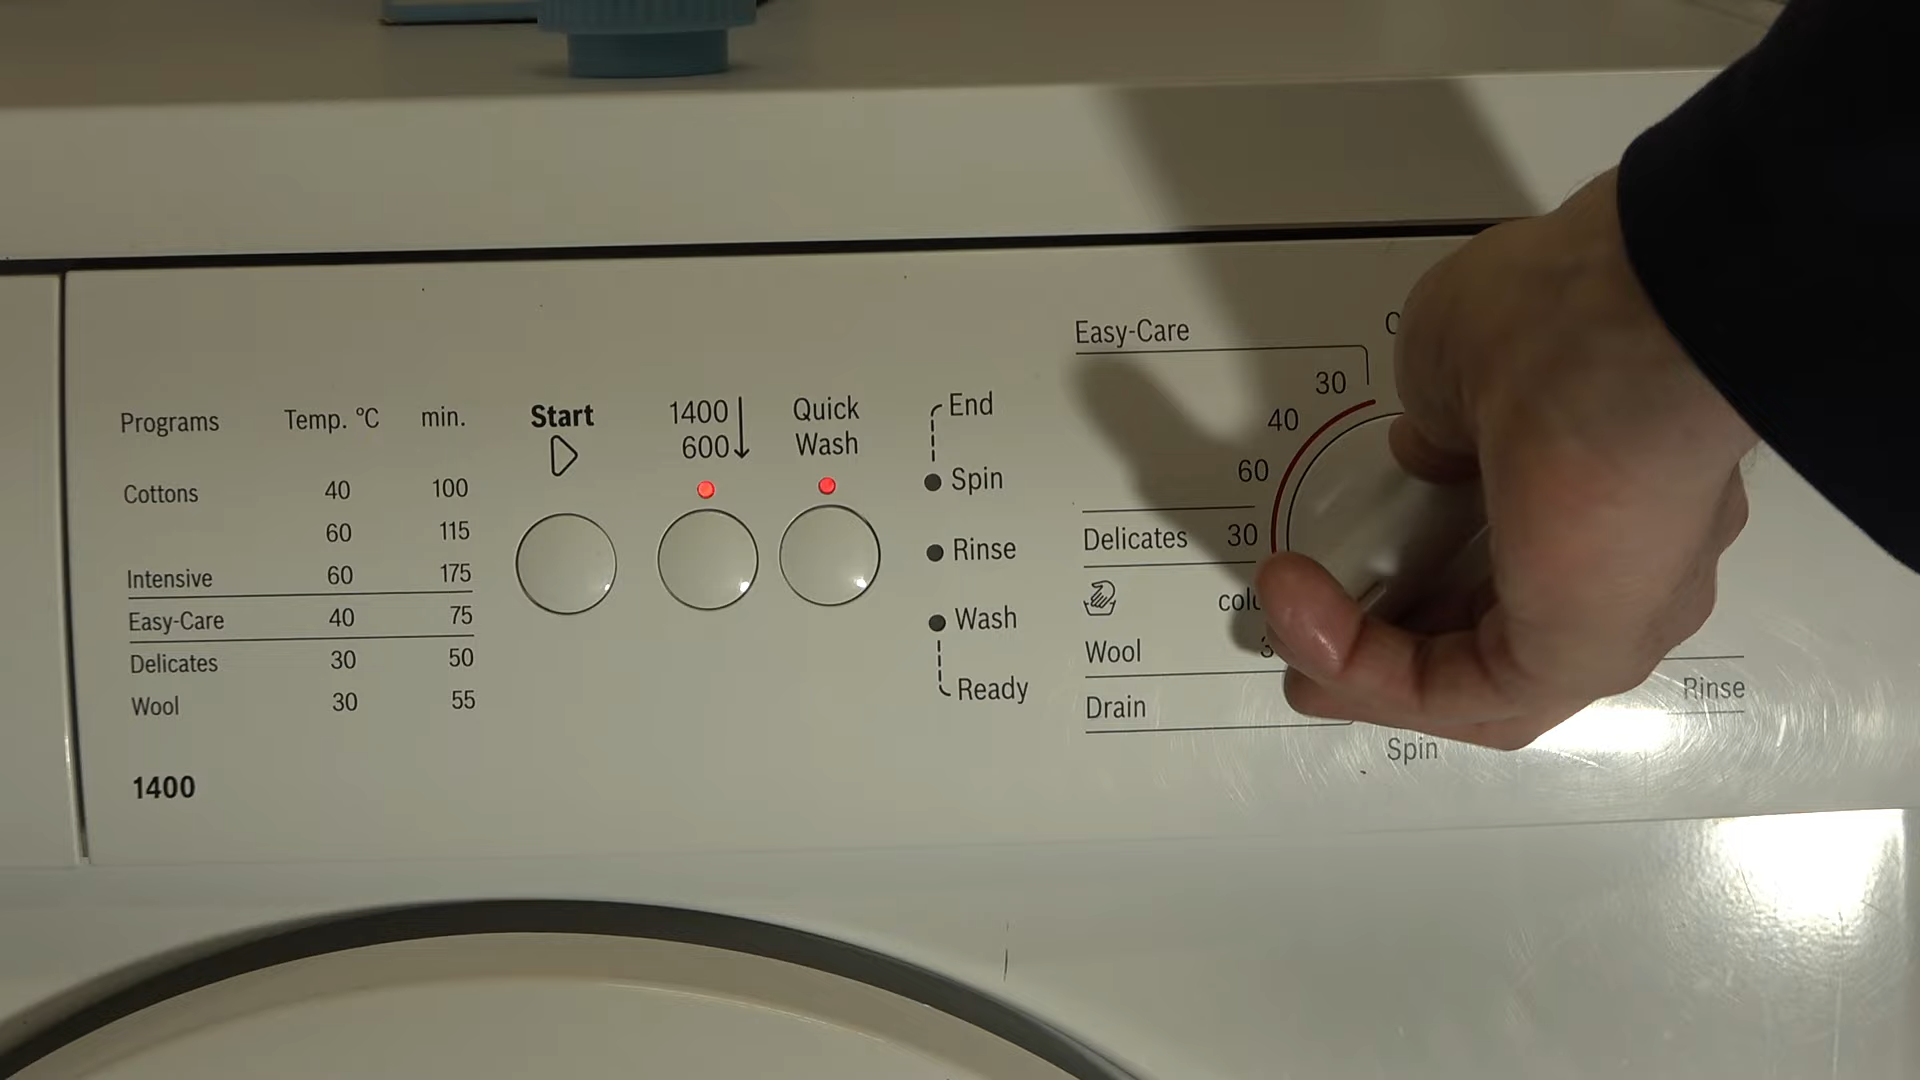 Programs Temp. °C min.
Cottons 40 100
60 115
Intensive 60 175
Easy-Care 40 75
Delicates 30 50
Wool 30 55
1400
Start
1400
600
Quick
Wash
End
Spin
Rinse
Wash
Ready
Easy-Care
30
40
60
Delicates 30
Wool
Drain
Spin
Rinse